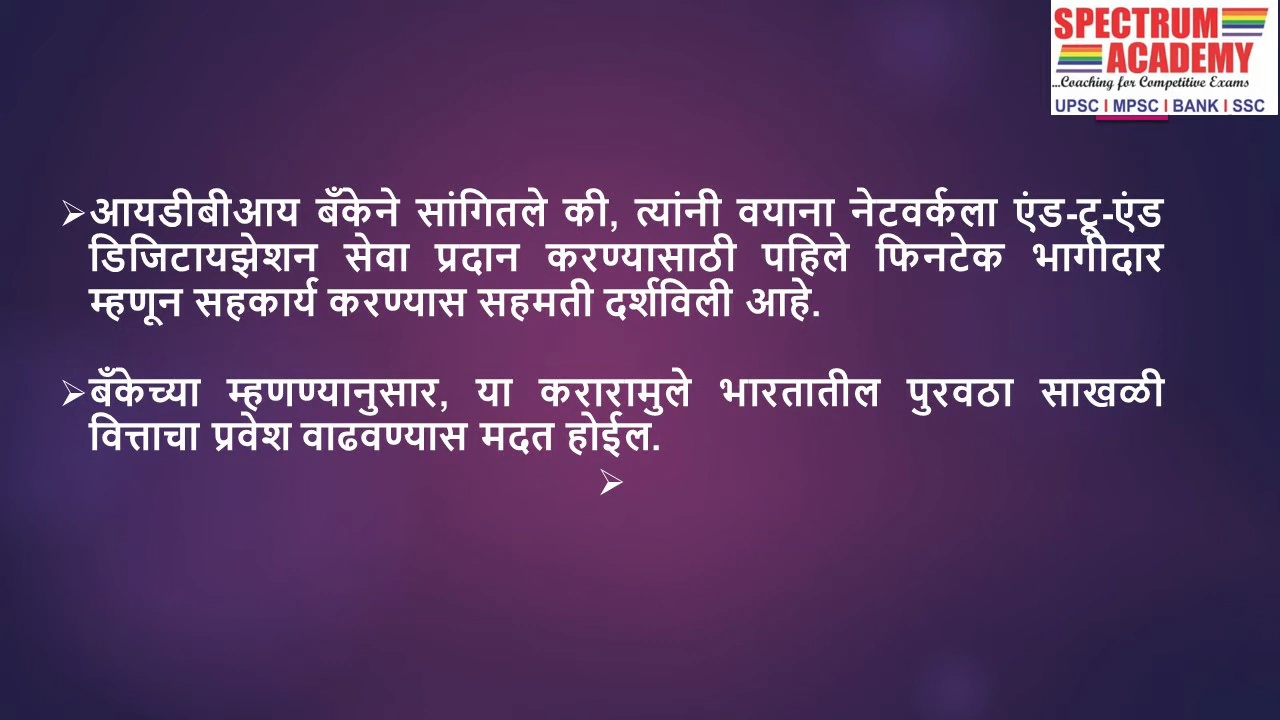 SPECTRUM
ACADEMY
...Coaching for Competitive Exams
UPSC | MPSC | BANK | SSC
➢आयडीबीआय बँकेने सांगितले की, त्यांनी वयाना नेटवर्कला एंड-टू-एंड
डिजिटायझेशन सेवा प्रदान करण्यासाठी पहिले फिनटेक भागीदार
म्हणून सहकार्य करण्यास सहमती दर्शविली आहे.
➢बँकेच्या म्हणण्यानुसार, या करारामुले भारतातील पुरवठा साखळी
वित्ताचा प्रवेश वाढवण्यास मदत होईल.
➢